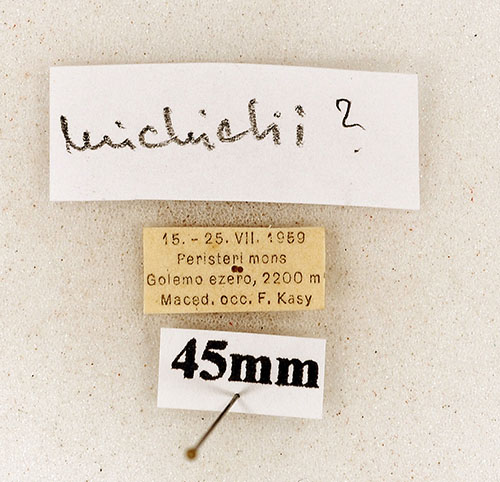 ?
15. - 25. VII. 1959
Peristeri mons
Golemo ezero, 2200 m
Maced. occ. F. Kasy
45mm